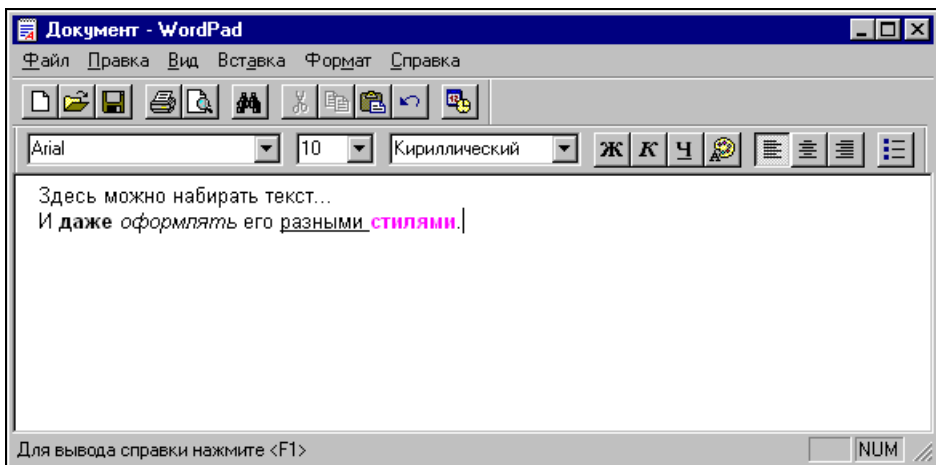 Документ - WordPad
Файл Правка Вид Вставка Формат Справка
Arial 10 Кириллический Ж К Ч
Здесь можно набирать текст...
И даже оформлять его разными стилями.
Для вывода справки нажмите <F1> NUM